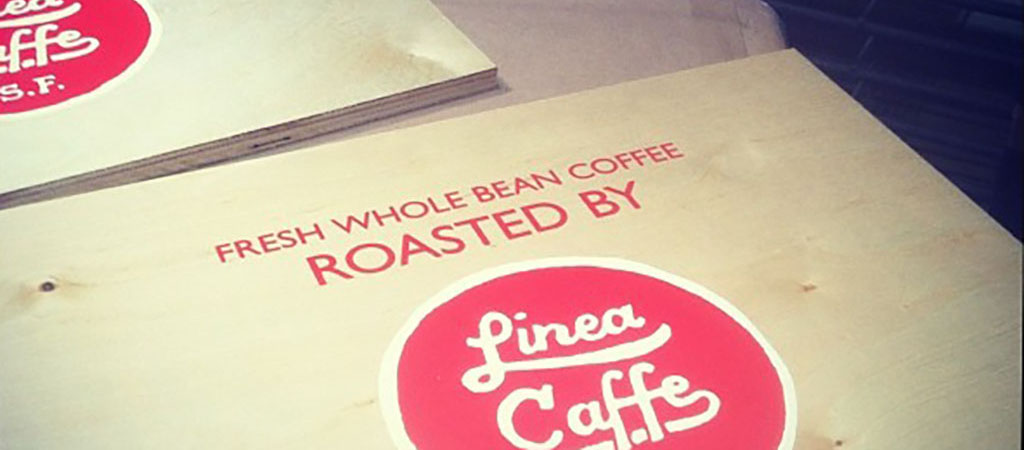 Caffe
S.F.
FRESH WHOLE BEAN COFFEE
ROASTED BY
Linea
Caffe